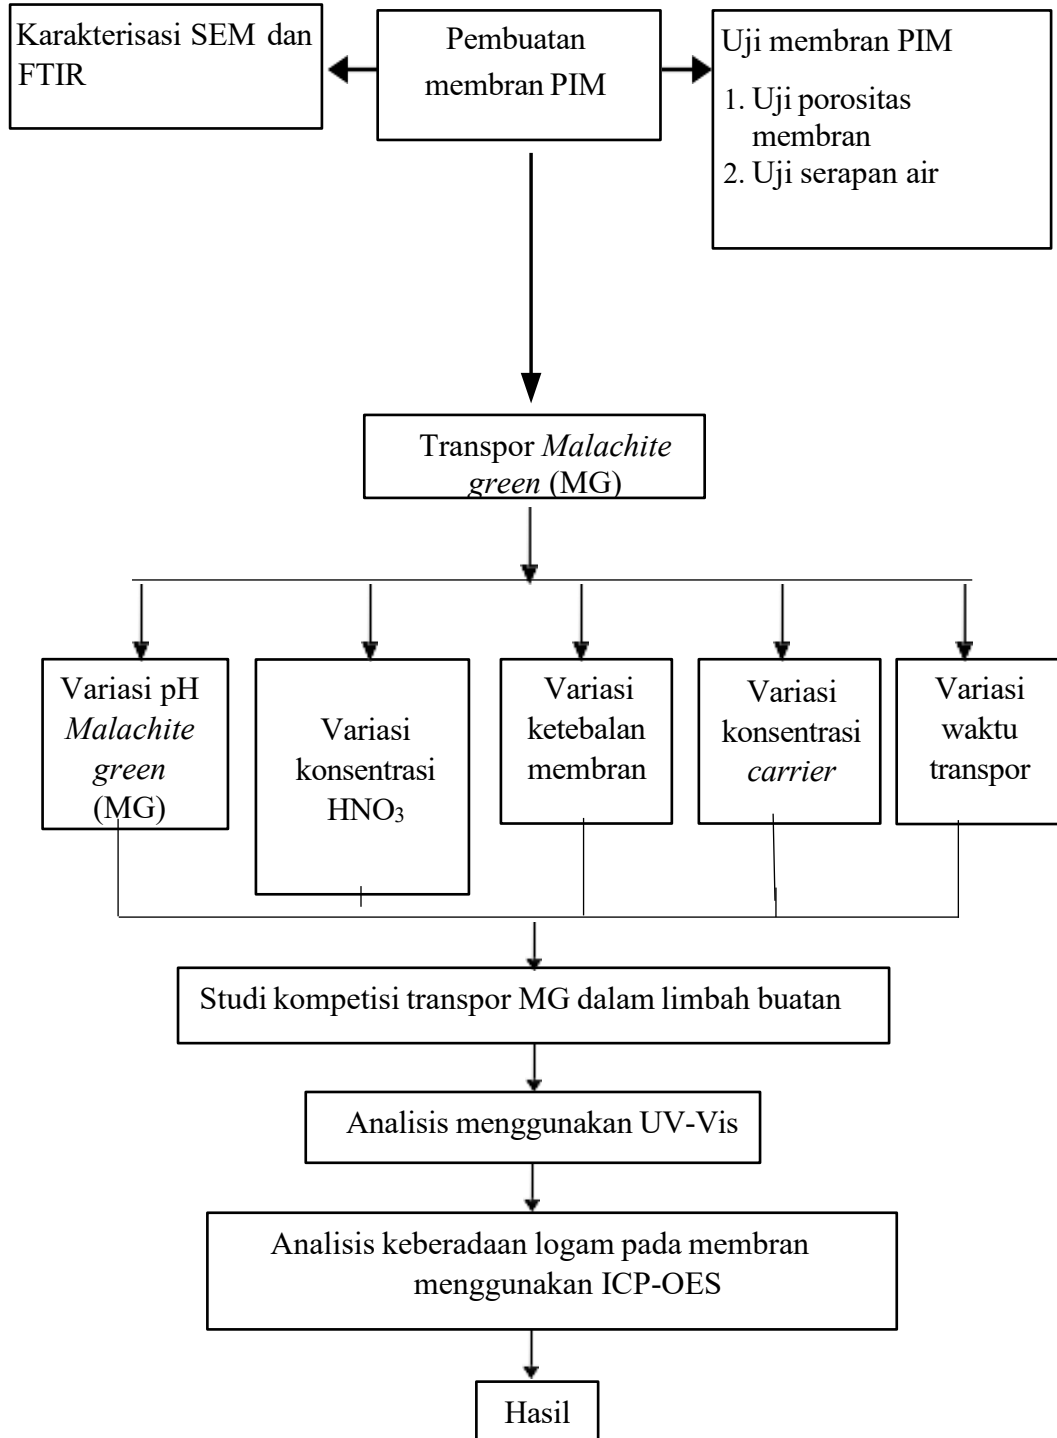 Karakterisasi SEM dan
FTIR
Pembuatan
membran PIM
Uji membran PIM
1. Uji porositas
membran
2. Uji serapan air
Transpor Malachite
green (MG)
Variasi pH
Malachite
green
(MG)
Variasi
konsentrasi
HNO₃
Variasi
ketebalan
membran
Variasi
konsentrasi
carrier
Variasi
waktu
transpor
Studi kompetisi transpor MG dalam limbah buatan
Analisis menggunakan UV-Vis
Analisis keberadaan logam pada membran
menggunakan ICP-OES
Hasil